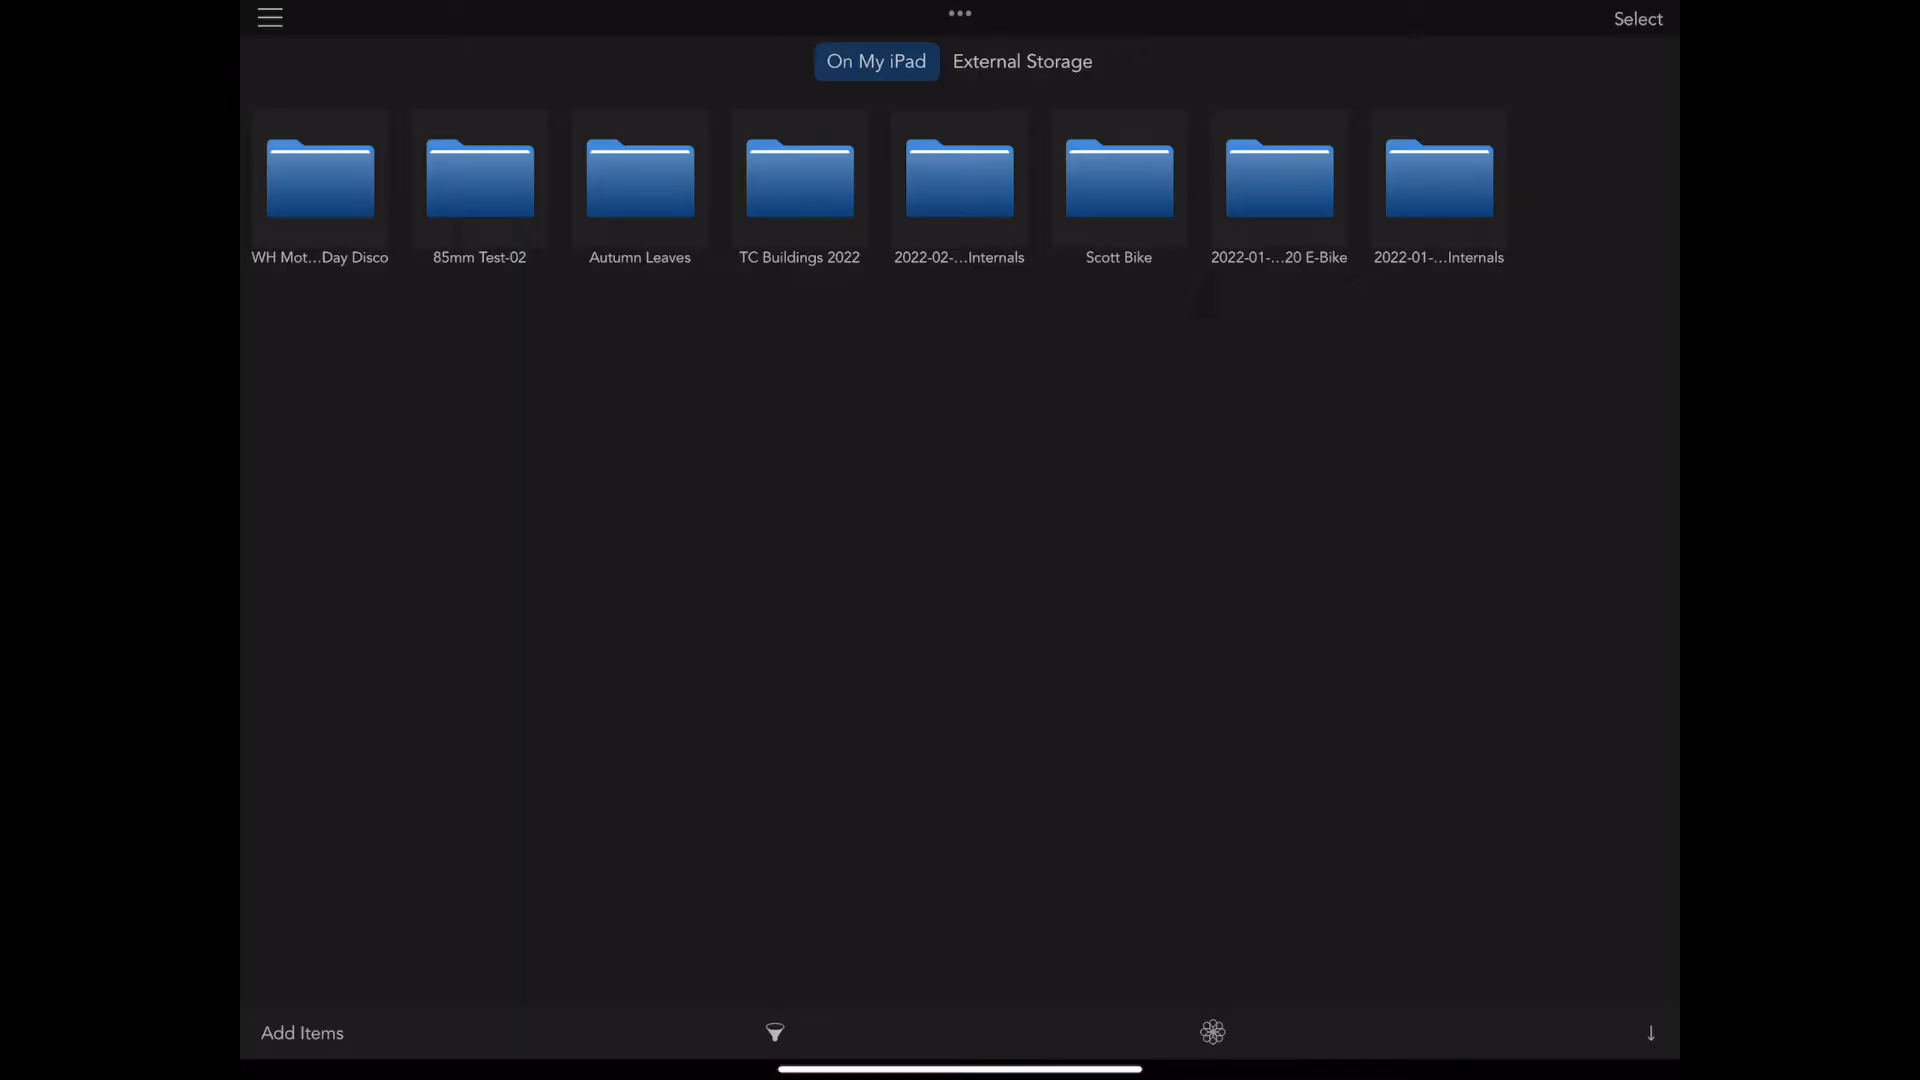 Select
On My iPad External Storage
WH Mot...Day Disco
85mm Test-02
Autumn Leaves
TC Buildings 2022
2022-02-...Internals
Scott Bike
2022-01-...20 E-Bike
2022-01-...Internals
Add Items